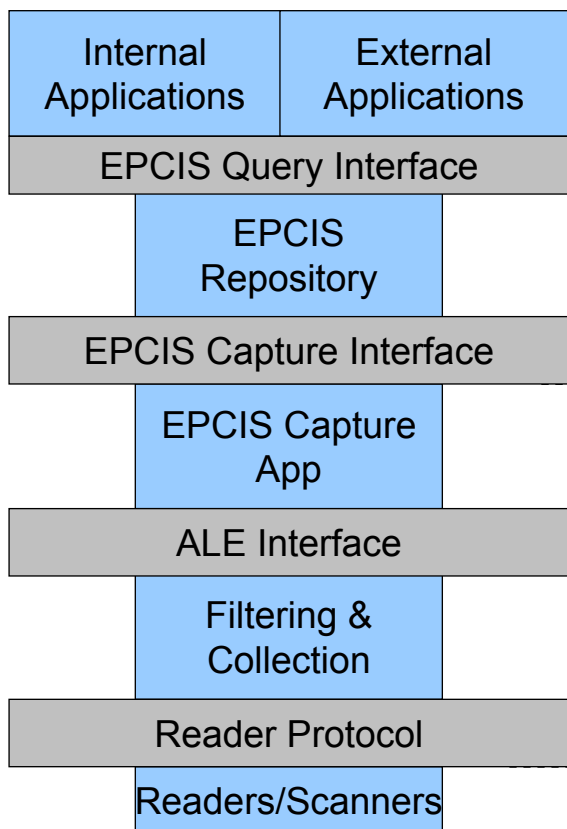 Internal
Applications
External
Applications
EPCIS Query Interface
EPCIS
Repository
EPCIS Capture Interface
EPCIS Capture
App
ALE Interface
Filtering &
Collection
Reader Protocol
Readers/Scanners